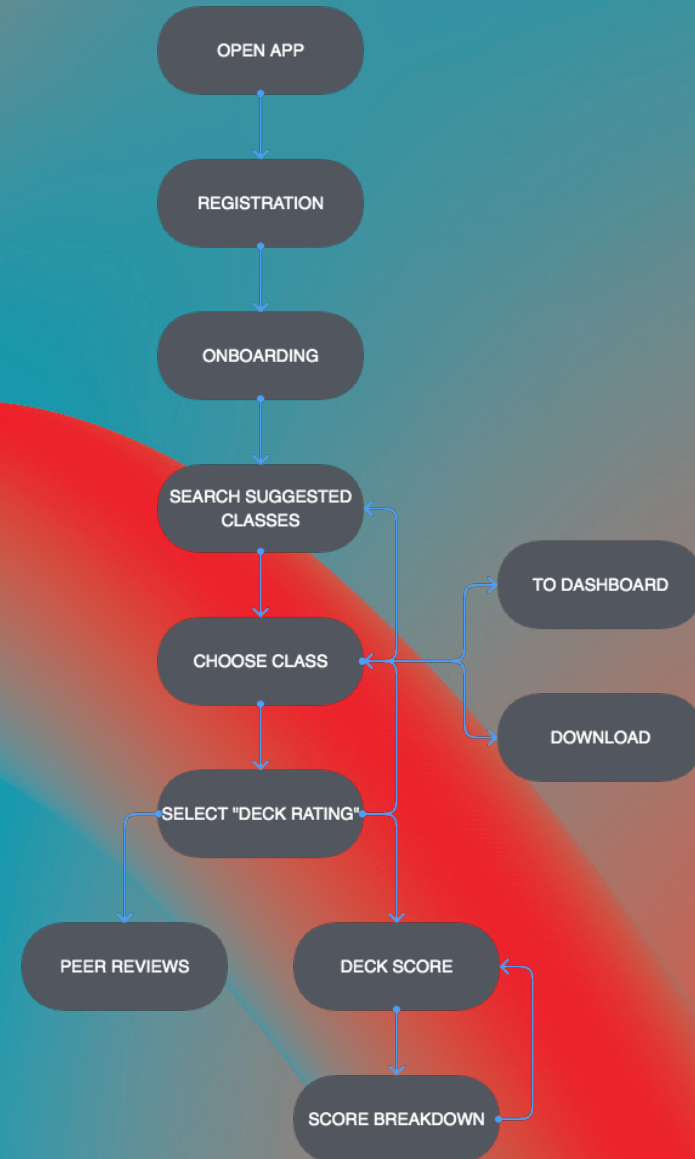 OPEN APP
REGISTRATION
ONBOARDING
SEARCH SUGGESTED
CLASSES
TO DASHBOARD
CHOOSE CLASS
DOWNLOAD
SELECT "DECK RATING"
PEER REVIEWS
DECK SCORE
SCORE BREAKDOWN